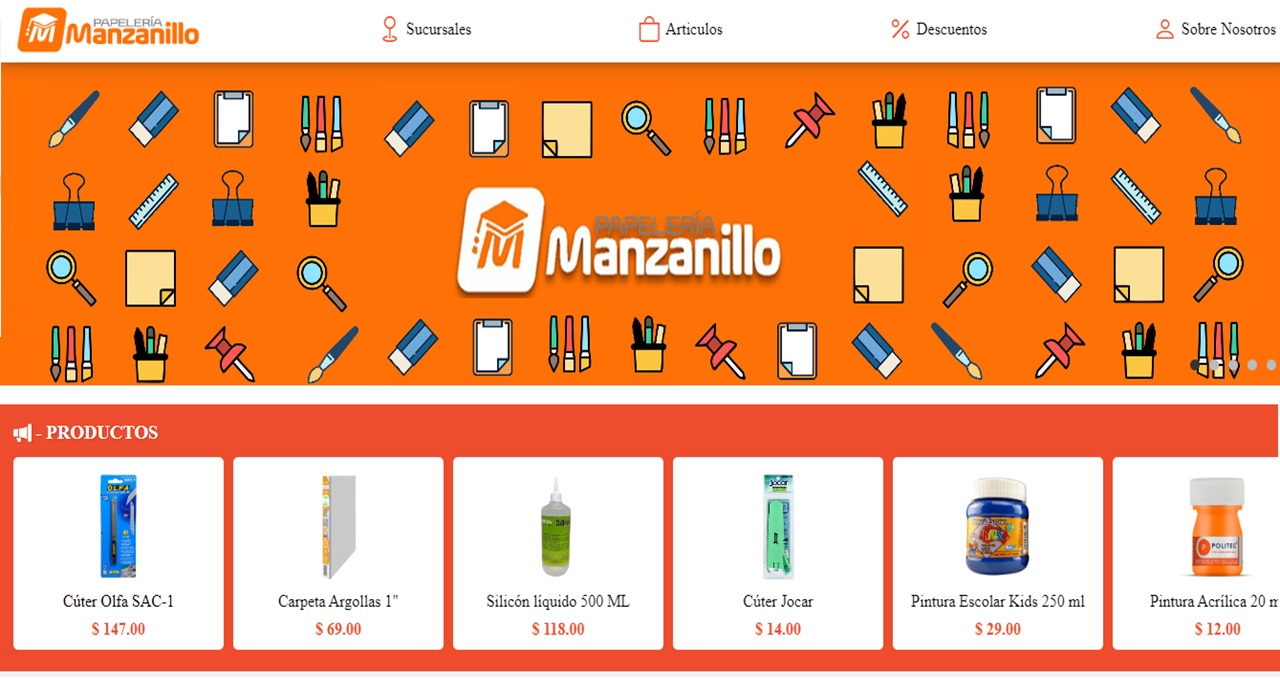 PAPELERÍA
Manzanillo
Sucursales
Articulos
Descuentos
Sobre Nosotros
PAPELERÍA
Manzanillo
- PRODUCTOS
OLFA
Jocar
Jocar
POLITEC
Cúter Olfa SAC-1
Carpeta Argollas 1"
Silicón líquido 500 ML
Cúter Jocar
Pintura Escolar Kids 250 ml
Pintura Acrílica 20 m
$ 147.00
$ 69.00
$ 118.00
$ 14.00
$ 29.00
$ 12.00